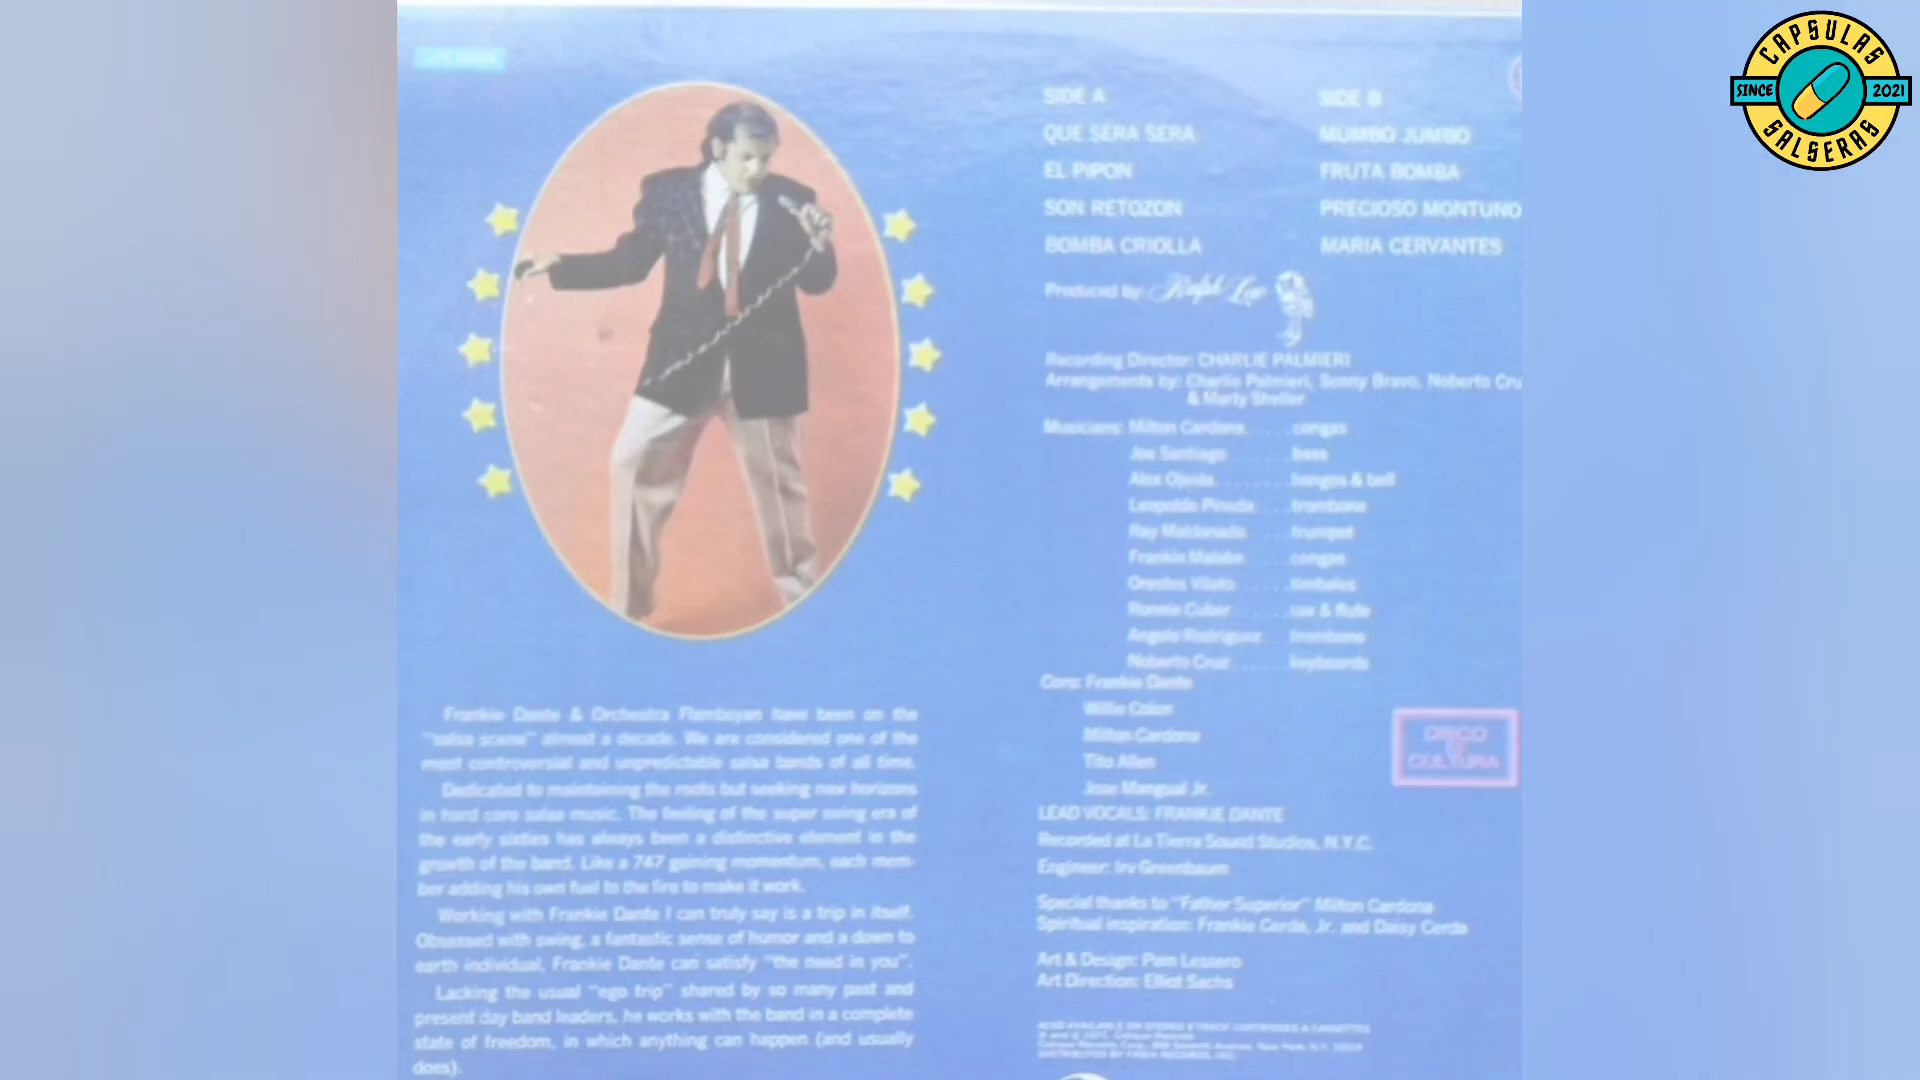 CAPSULAS
SINCE 2021
SALSERAS
SIDE A
QUE SERA SERA
EL PIPON
SON RETOZON
BOMBA CRIOLLA
SIDE B
MUMBO JUMBO
FRUTA BOMBA
PRECIOSO MONTUNO
MARIA CERVANTES
Produced by:
Recording Director: CHARLIE PALMIERI
Arrangements by: Charlie Palmieri, Sonny Bravo, Noberto Cru
& Marty Sheller
Musicians: Milton Cardona ..... congas
Joe Santiago ...... bass
Alex Ojeda ........ bongos & bell
Leopoldo Pineda .... trombone
Ray Maldonado ..... trumpet
Frankie Malabe ..... congas
Orestes Vilato ...... timbales
Ronnie Cuber ...... sax & flute
Angelo Rodriguez ... trombone
Noberto Cruz ...... keyboards
Coro: Frankie Dante
Willie Colon
Milton Cardona
Tito Allen
Jose Mangual Jr.
LEAD VOCALS: FRANKIE DANTE
Recorded at La Tierra Sound Studios, N.Y.C.
Engineer: Irv Greenbaum
Special thanks to "Father Superior" Milton Cardona
Spiritual inspiration: Frankie Cerda, Jr. and Daisy Cerda
Art & Design: Pam Lessero
Art Direction: Elliot Sachs
DISCO
ES
CULTURA
Frankie Dante & Orchestra Flamboyan have been on the
"salsa scene" almost a decade. We are considered one of the
most controversial and unpredictable salsa bands of all time.
Dedicated to maintaining the roots but seeking new horizons
in hard core salsa music. The feeling of the super swing era of
the early sixties has always been a distinctive element in the
growth of the band. Like a 747 gaining momentum, each mem-
ber adding his own fuel to the fire to make it work.
Working with Frankie Dante I can truly say is a trip in itself.
Obsessed with swing, a fantastic sense of humor and a down to
earth individual, Frankie Dante can satisfy "the need in you".
Lacking the usual "ego trip" shared by so many past and
present day band leaders, he works with the band in a complete
state of freedom, in which anything can happen (and usually
does).